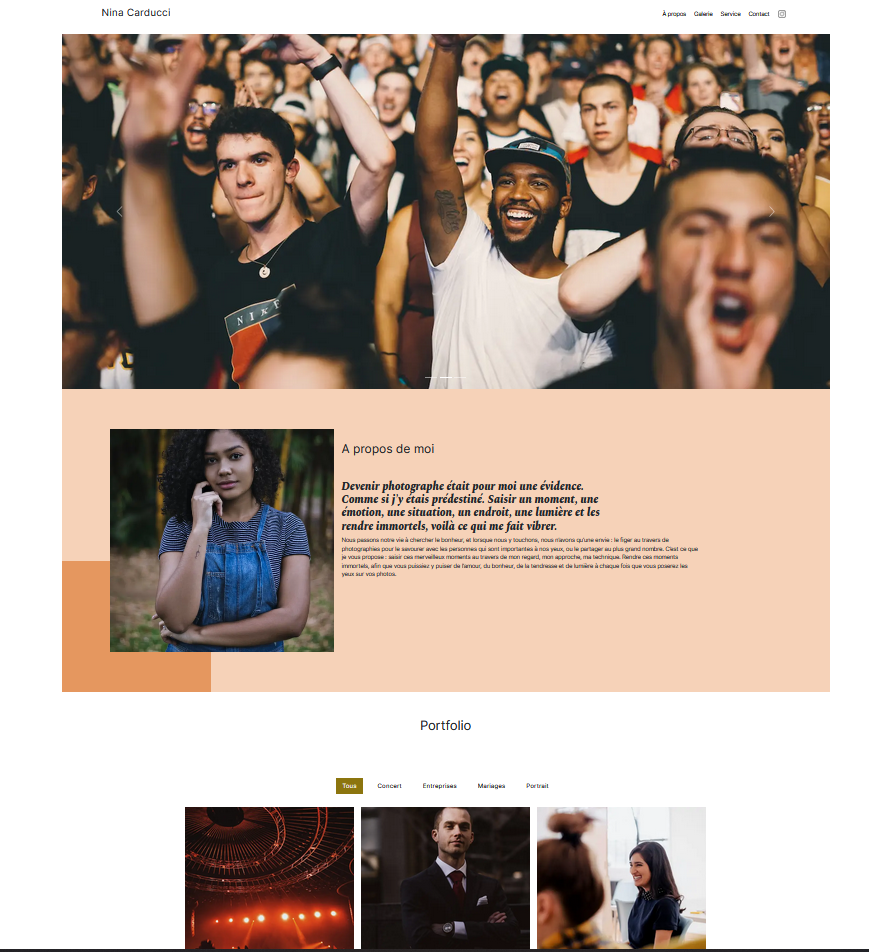 Nina Carducci
À propos Galerie Service Contact
NIKE
A propos de moi
Devenir photographe était pour moi une évidence.
Comme si j'y étais prédestiné. Saisir un moment, une
émotion, une situation, un endroit, une lumière et les
rendre immortels, voilà ce qui me fait vibrer.
Nous passons notre vie à chercher le bonheur, et lorsque nous y touchons, nous n'avons qu'une envie : le figer au travers de
photographies pour le savourer avec les personnes qui sont importantes à nos yeux, ou le partager au plus grand nombre. C'est ce que
je vous propose : saisir ces merveilleux moments au travers de mon regard, mon approche, ma technique. Rendre ces moments
immortels, afin que vous puissiez y puiser de l'amour, du bonheur, de la tendresse et de lumière à chaque fois que vous poserez les
yeux sur vos photos.
Portfolio
Tous Concert Entreprises Mariages Portrait